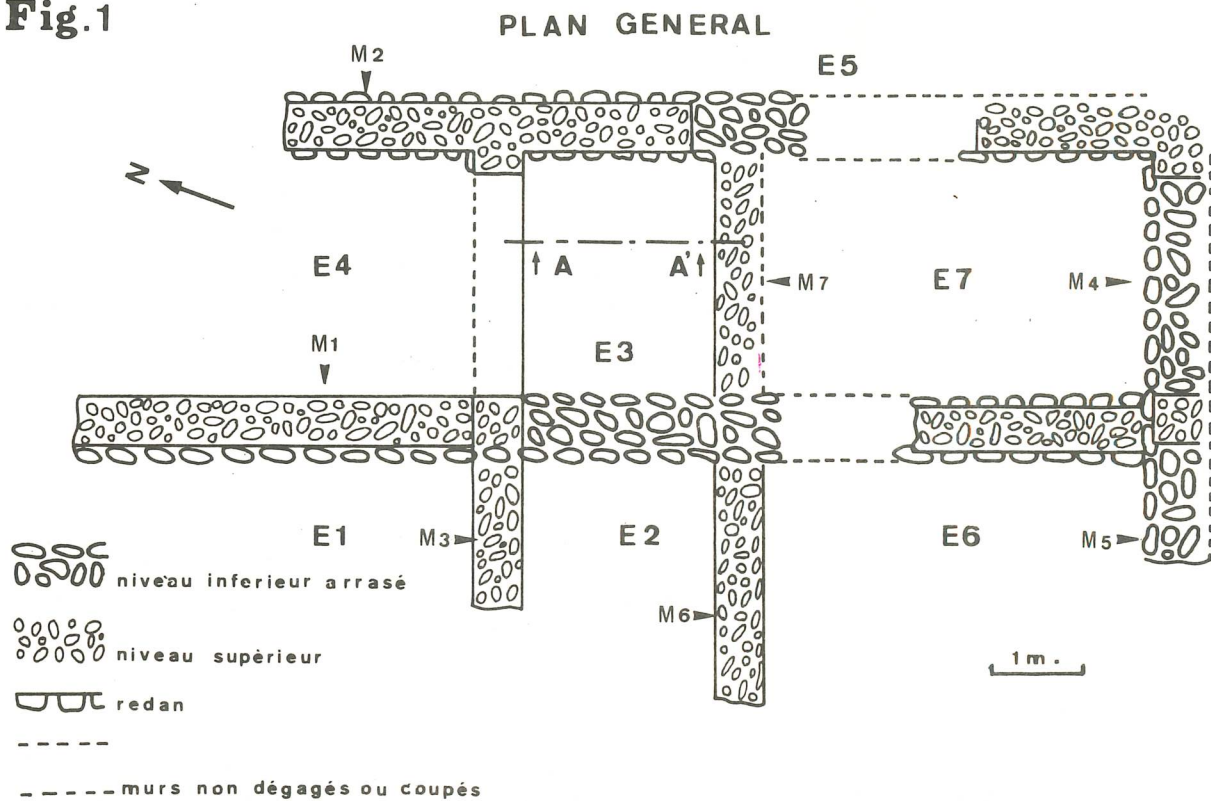 Fig.1
PLAN GENERAL
M2
E5
N
E4
A A'
M7
E7
M4
M1
E3
E1
M3
E2
E6
M5
M6
niveau inferieur arrasé
niveau supèrieur
1m.
redan
murs non dégagés ou coupés